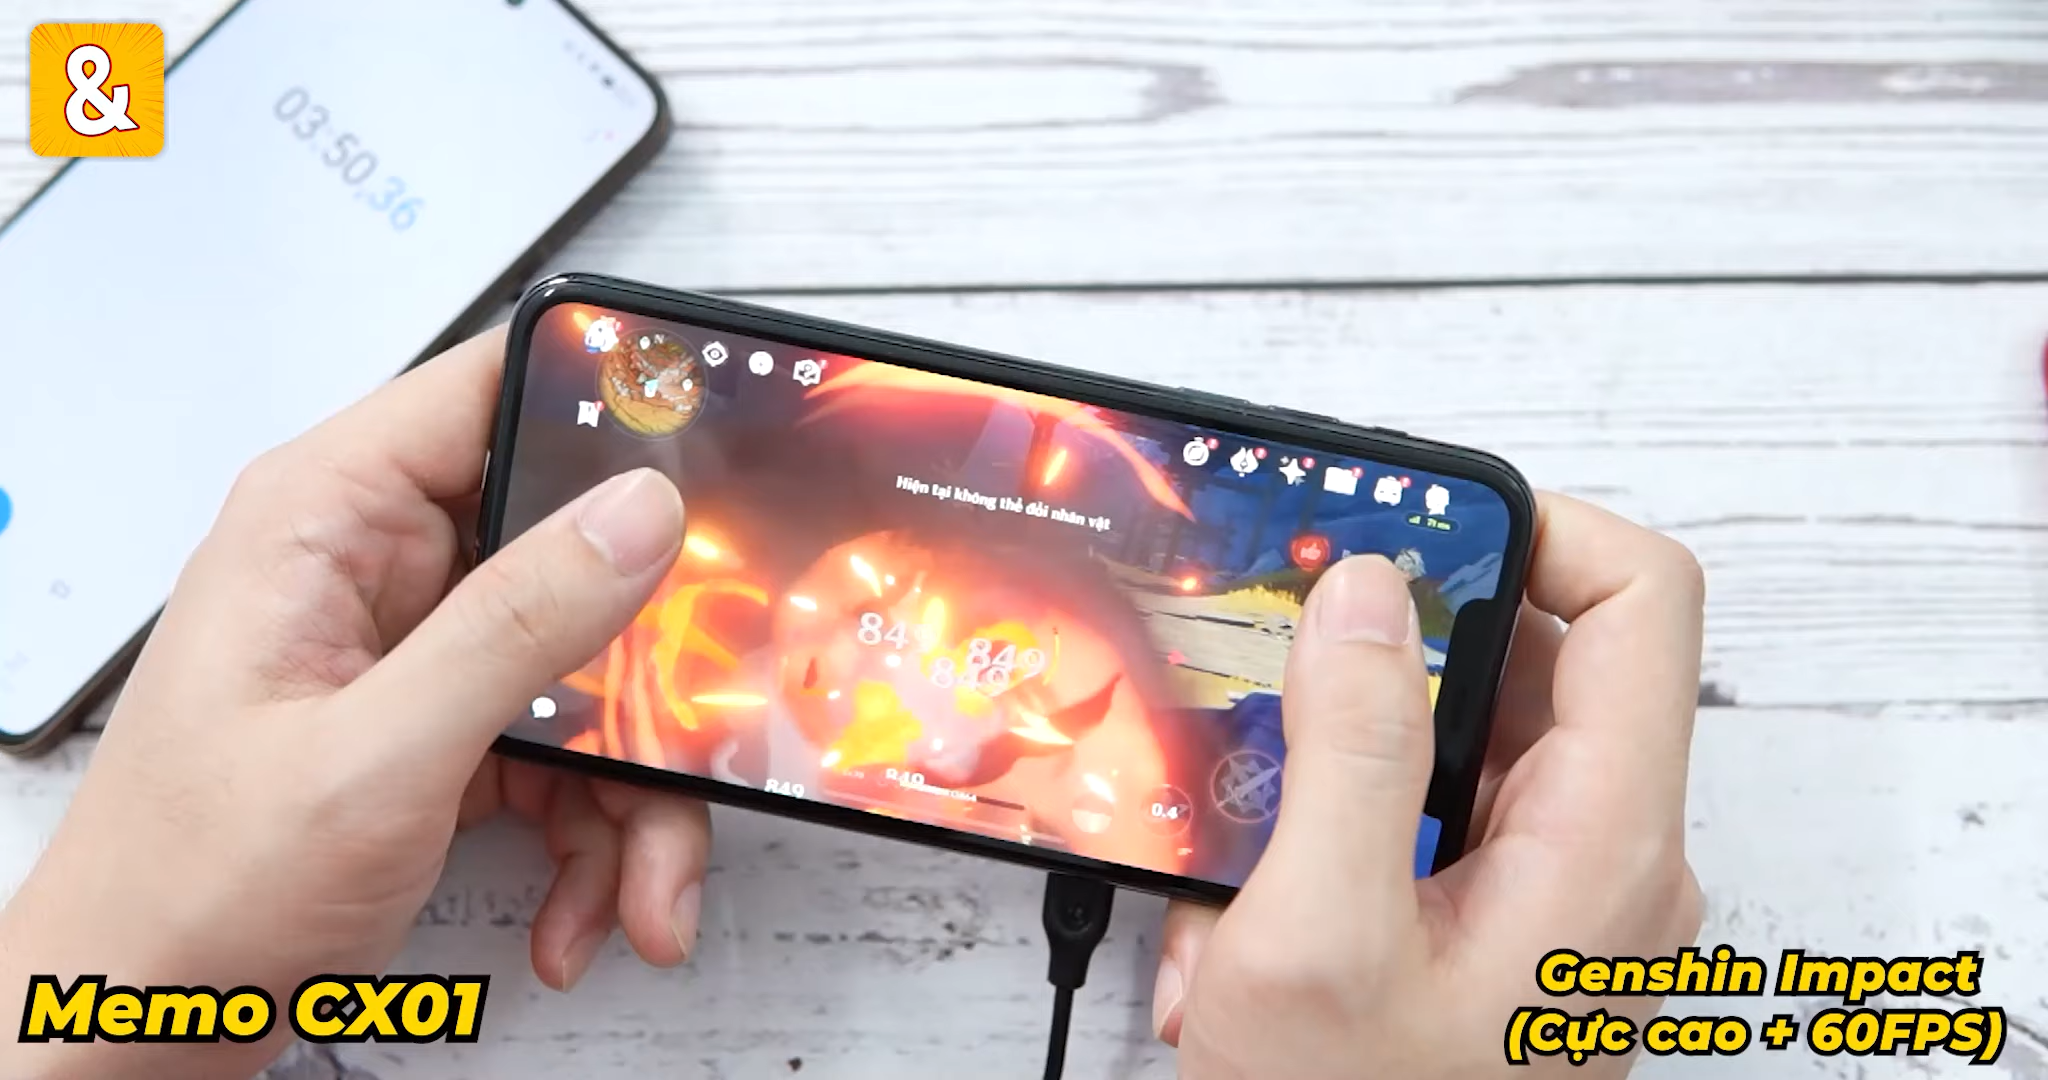 &
03:50,36
Hiện tại không thể đổi nhân vật
849
849
849
849
849
0.4
Memo CX01
Genshin Impact
(Cực cao + 60FPS)